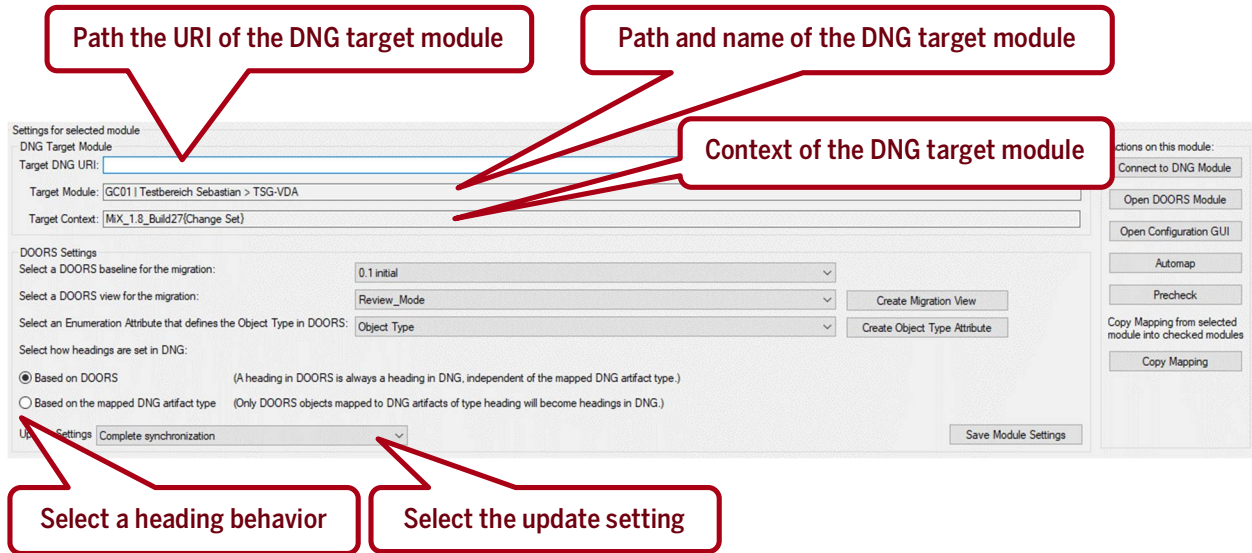 Path the URI of the DNG target module
Path and name of the DNG target module
Context of the DNG target module
Settings for selected module
DNG Target Module
Target DNG URI:
Target Module: GC01 | Testbereich Sebastian > TSG-VDA
Target Context: MiX_1.8_Build27{Change Set}
DOORS Settings
Select a DOORS baseline for the migration: 0.1 initial
Select a DOORS view for the migration: Review_Mode Create Migration View
Select an Enumeration Attribute that defines the Object Type in DOORS: Object Type Create Object Type Attribute
Select how headings are set in DNG:
Based on DOORS (A heading in DOORS is always a heading in DNG, independent of the mapped DNG artifact type.)
Based on the mapped DNG artifact type (Only DOORS objects mapped to DNG artifacts of type heading will become headings in DNG.)
Settings Complete synchronization Save Module Settings
on this module:
Connect to DNG Module
Open DOORS Module
Open Configuration GUI
Automap
Precheck
Copy Mapping from selected
module into checked modules
Copy Mapping
Select a heading behavior
Select the update setting